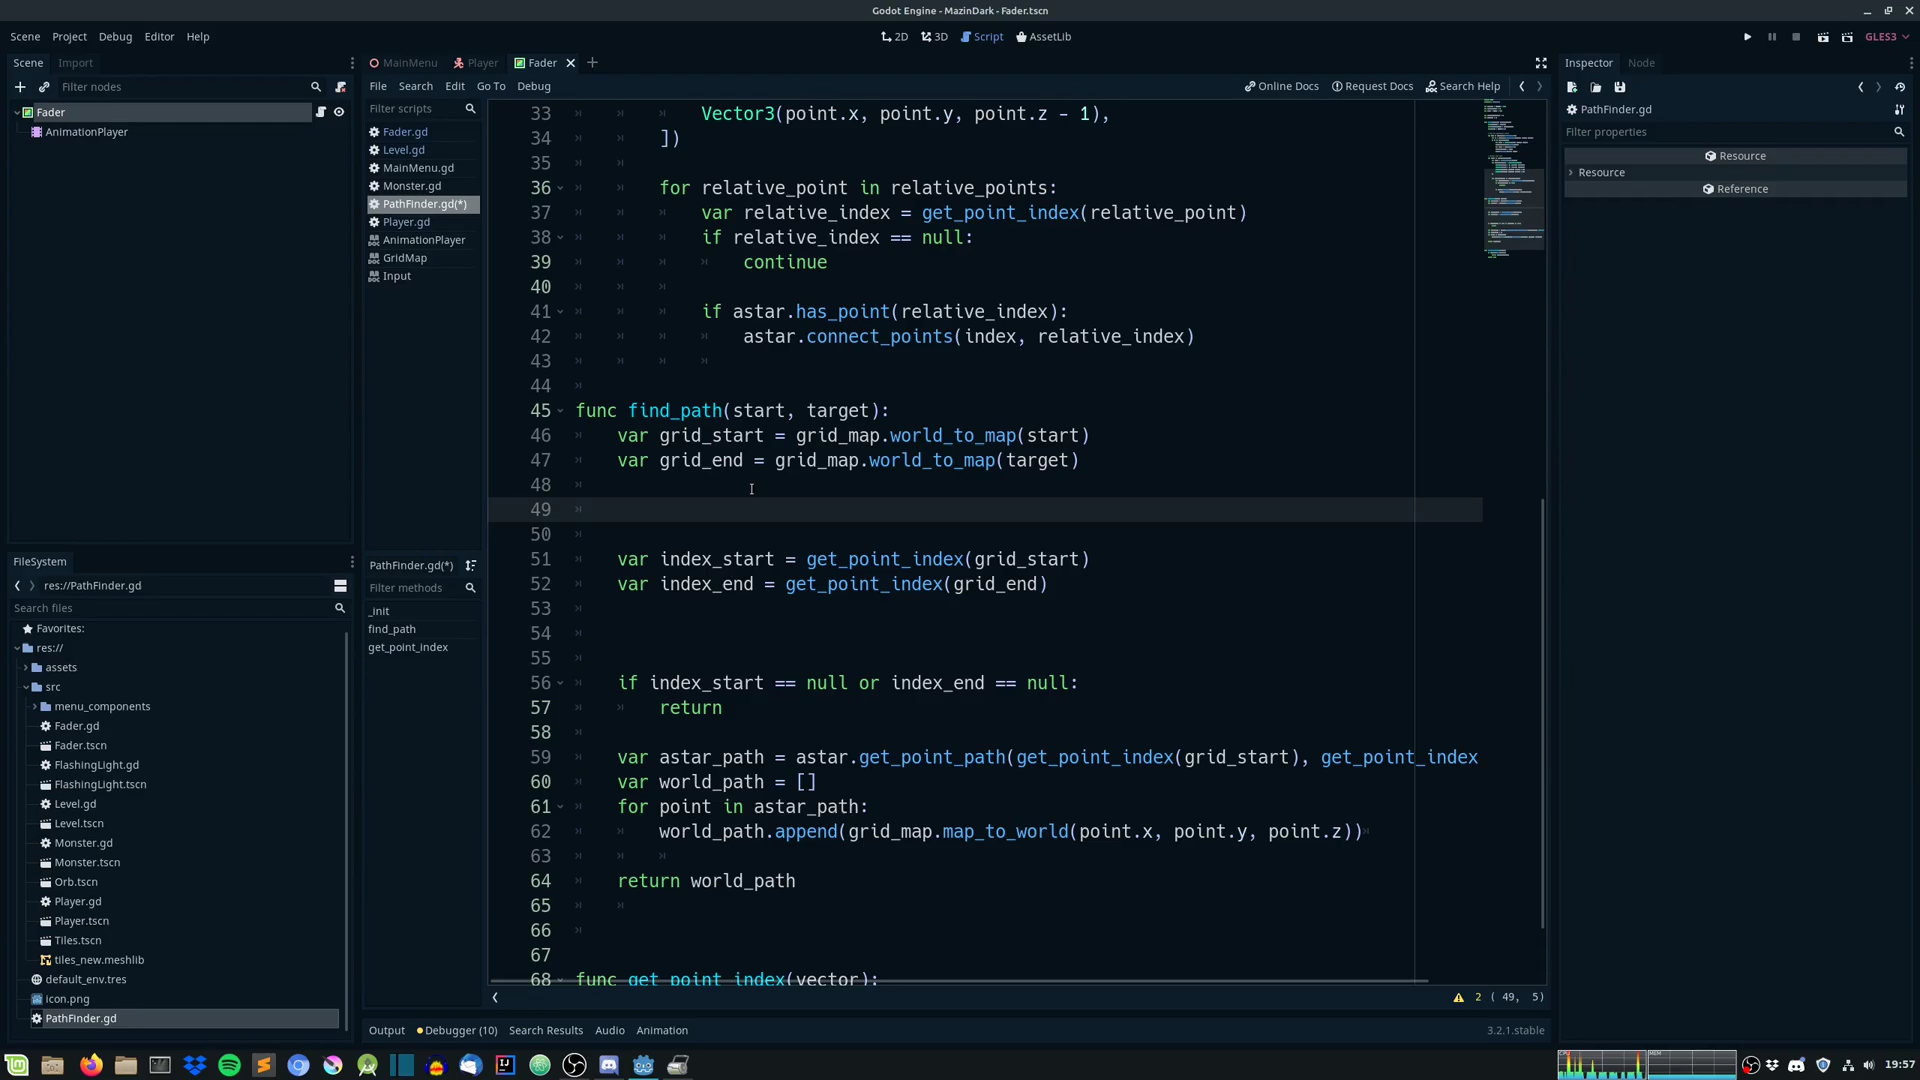 Godot Engine - MazinDark - Fader.tscn
Scene Project Debug Editor Help
2D 3D Script AssetLib
GLES3
Scene Import
Filter nodes
Fader
AnimationPlayer
MainMenu Player Fader
File Search Edit Go To Debug
Online Docs Request Docs Search Help
Filter scripts
Fader.gd
Level.gd
MainMenu.gd
Monster.gd
PathFinder.gd(*)
Player.gd
AnimationPlayer
GridMap
Input
PathFinder.gd(*)
Filter methods
_init
find_path
get_point_index
33 Vector3(point.x, point.y, point.z - 1),
34 ])
35
36 for relative_point in relative_points:
37 var relative_index = get_point_index(relative_point)
38 if relative_index == null:
39 continue
40
41 if astar.has_point(relative_index):
42 astar.connect_points(index, relative_index)
43
44
45 func find_path(start, target):
46 var grid_start = grid_map.world_to_map(start)
47 var grid_end = grid_map.world_to_map(target)
48
49
50
51 var index_start = get_point_index(grid_start)
52 var index_end = get_point_index(grid_end)
53
54
55
56 if index_start == null or index_end == null:
57 return
58
59 var astar_path = astar.get_point_path(get_point_index(grid_start), get_point_index
60 var world_path = []
61 for point in astar_path:
62 world_path.append(grid_map.map_to_world(point.x, point.y, point.z))
63
64 return world_path
65
66
67
68 func get_point_index(vector):
2 ( 49, 5)
Output Debugger (10) Search Results Audio Animation
3.2.1.stable
FileSystem
res://PathFinder.gd
Search files
Favorites:
res://
assets
src
menu_components
Fader.gd
Fader.tscn
FlashingLight.gd
FlashingLight.tscn
Level.gd
Level.tscn
Monster.gd
Monster.tscn
Orb.tscn
Player.gd
Player.tscn
Tiles.tscn
tiles_new.meshlib
default_env.tres
icon.png
PathFinder.gd
Inspector Node
PathFinder.gd
Filter properties
Resource
Resource
Reference
19:57